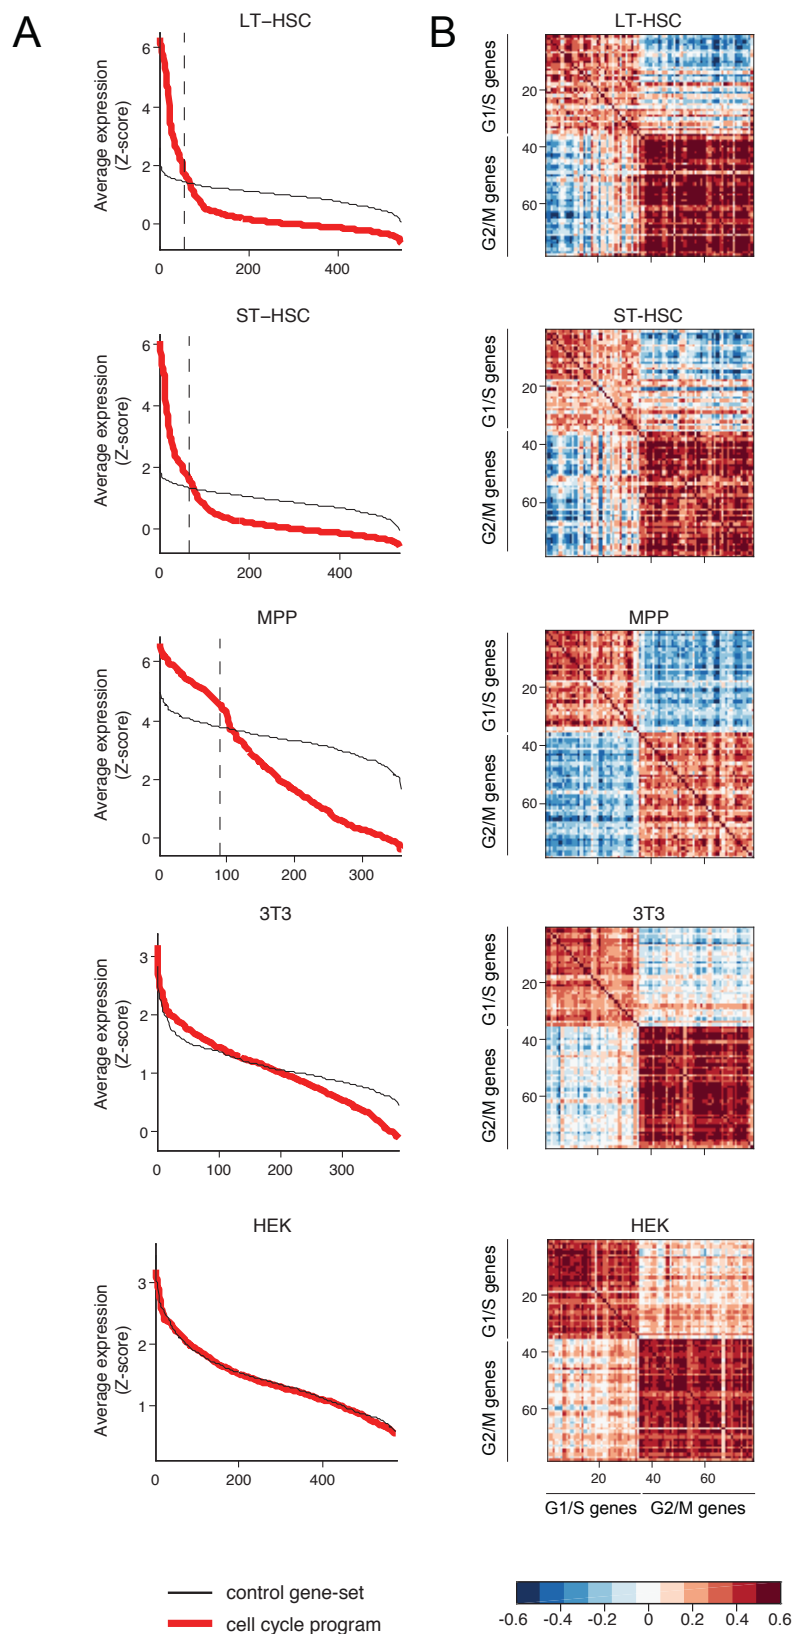 A
B
LT−HSC
Average expression
(Z-score)
6
4
2
0
0
200
400
LT-HSC
G1/S genes
G2/M genes
20
40
60
ST−HSC
Average expression
(Z-score)
6
4
2
0
0
200
400
ST-HSC
G1/S genes
G2/M genes
20
40
60
MPP
Average expression
(Z-score)
6
4
2
0
0
100
200
300
MPP
G1/S genes
G2/M genes
20
40
60
3T3
Average expression
(Z-score)
3
2
1
0
0
100
200
300
3T3
G1/S genes
G2/M genes
20
40
60
HEK
Average expression
(Z-score)
3
2
1
0
200
400
HEK
G1/S genes
G2/M genes
20
40
60
20
40
60
G1/S genes
G2/M genes
control gene-set
cell cycle program
-0.6
-0.4
-0.2
0
0.2
0.4
0.6